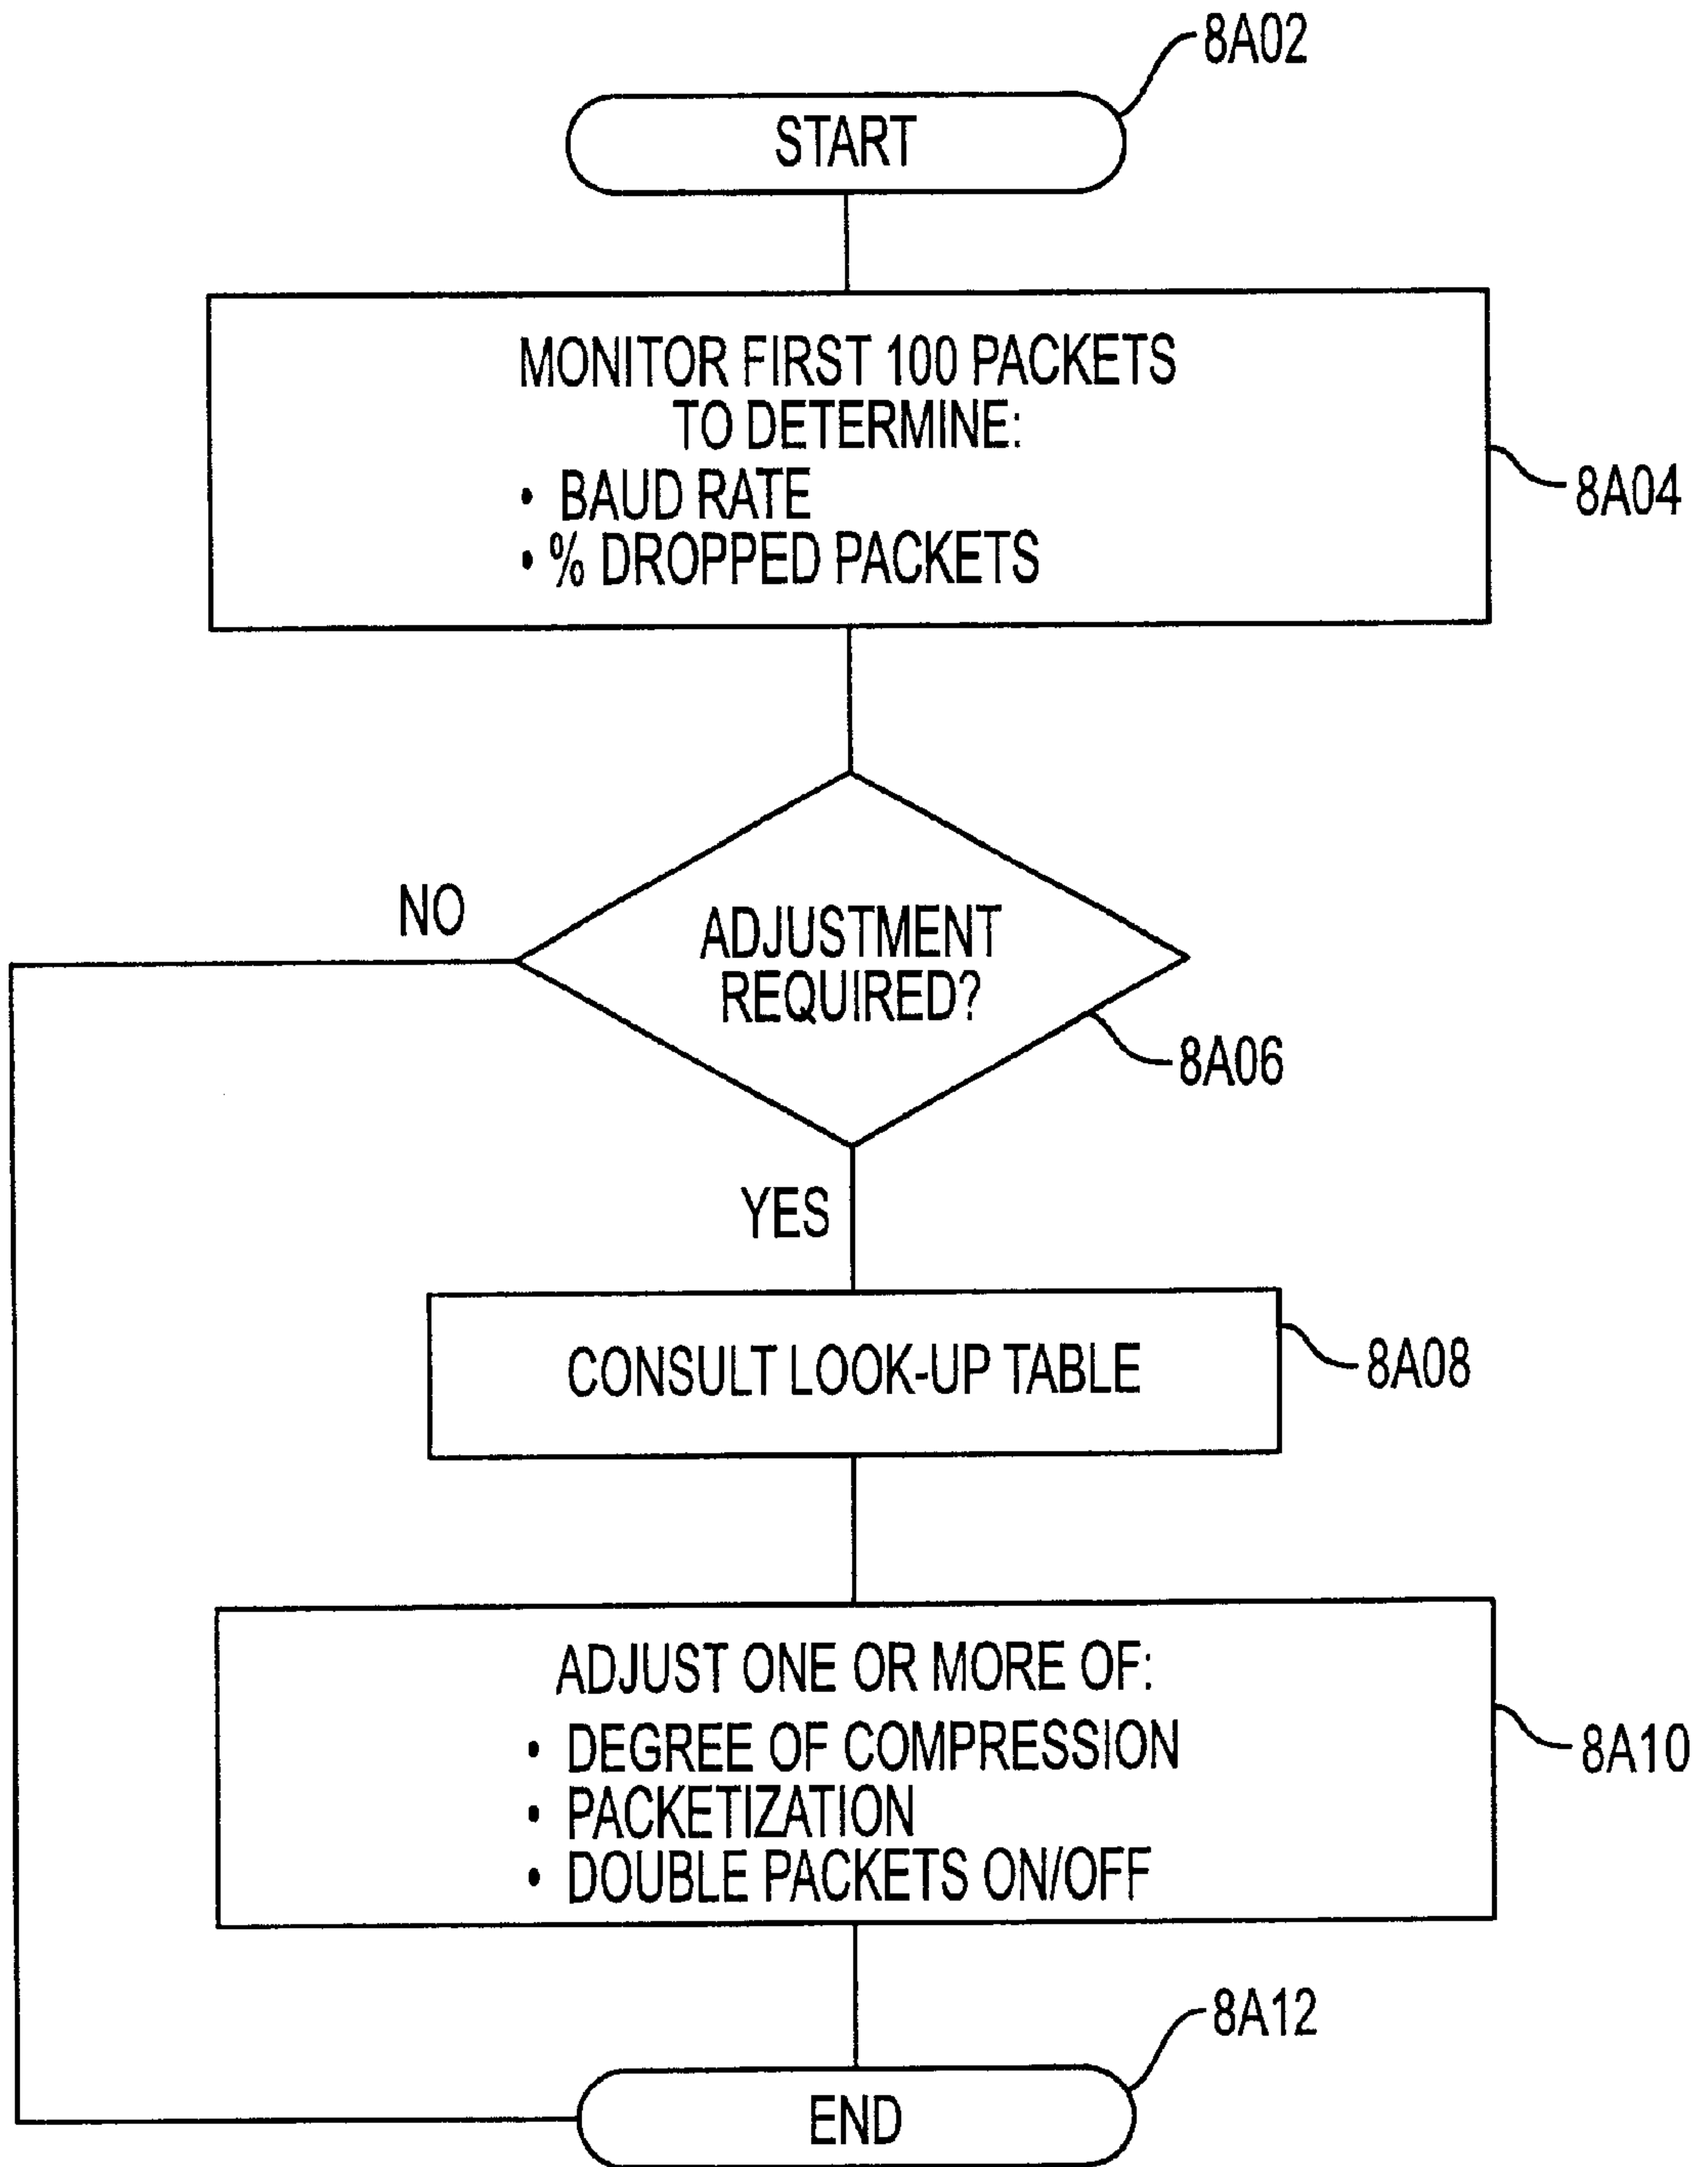 8A02
START
MONITOR FIRST 100 PACKETS
TO DETERMINE:
• BAUD RATE
• % DROPPED PACKETS
8A04
NO
ADJUSTMENT
REQUIRED?
8A06
YES
CONSULT LOOK-UP TABLE
8A08
ADJUST ONE OR MORE OF:
• DEGREE OF COMPRESSION
• PACKETIZATION
• DOUBLE PACKETS ON/OFF
8A10
8A12
END